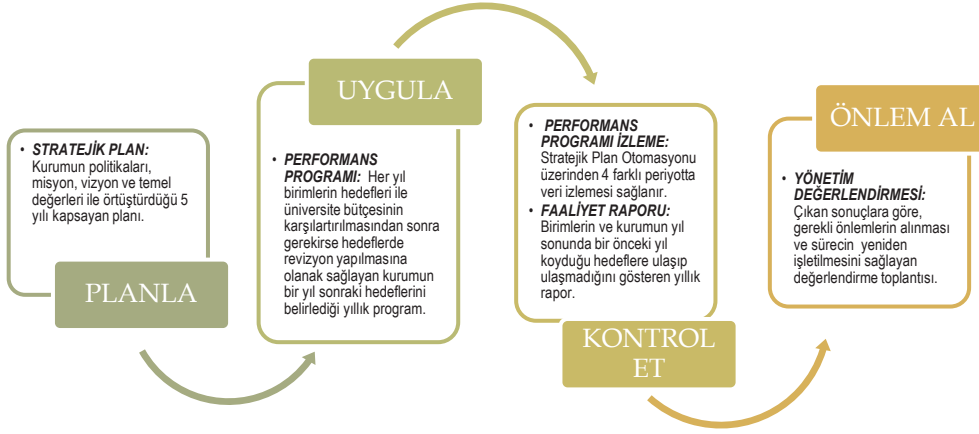 • STRATEJİK PLAN:
Kurumun politikaları,
misyon, vizyon ve temel
değerleri ile örtüştürdüğü 5
yılı kapsayan planı.
PLANLA
UYGULA
• PERFORMANS
PROGRAMI: Her yıl
birimlerin hedefleri ile
üniversite bütçesinin
karşılartırılmasından sonra
gerekirse hedeflerde
revizyon yapılmasına
olanak sağlayan kurumun
bir yıl sonraki hedeflerini
belirlediği yıllık program.
• PERFORMANS
PROGRAMI İZLEME:
Stratejik Plan Otomasyonu
üzerinden 4 farklı periyotta
veri izlemesi sağlanır.
• FAALİYET RAPORU:
Birimlerin ve kurumun yıl
sonunda bir önceki yıl
koyduğu hedeflere ulaşıp
ulaşmadığını gösteren yıllık
rapor.
KONTROL
ET
ÖNLEM AL
• YÖNETİM
DEĞERLENDİRMESİ:
Çıkan sonuçlara göre,
gerekli önlemlerin alınması
ve sürecin yeniden
işletilmesini sağlayan
değerlendirme toplantısı.